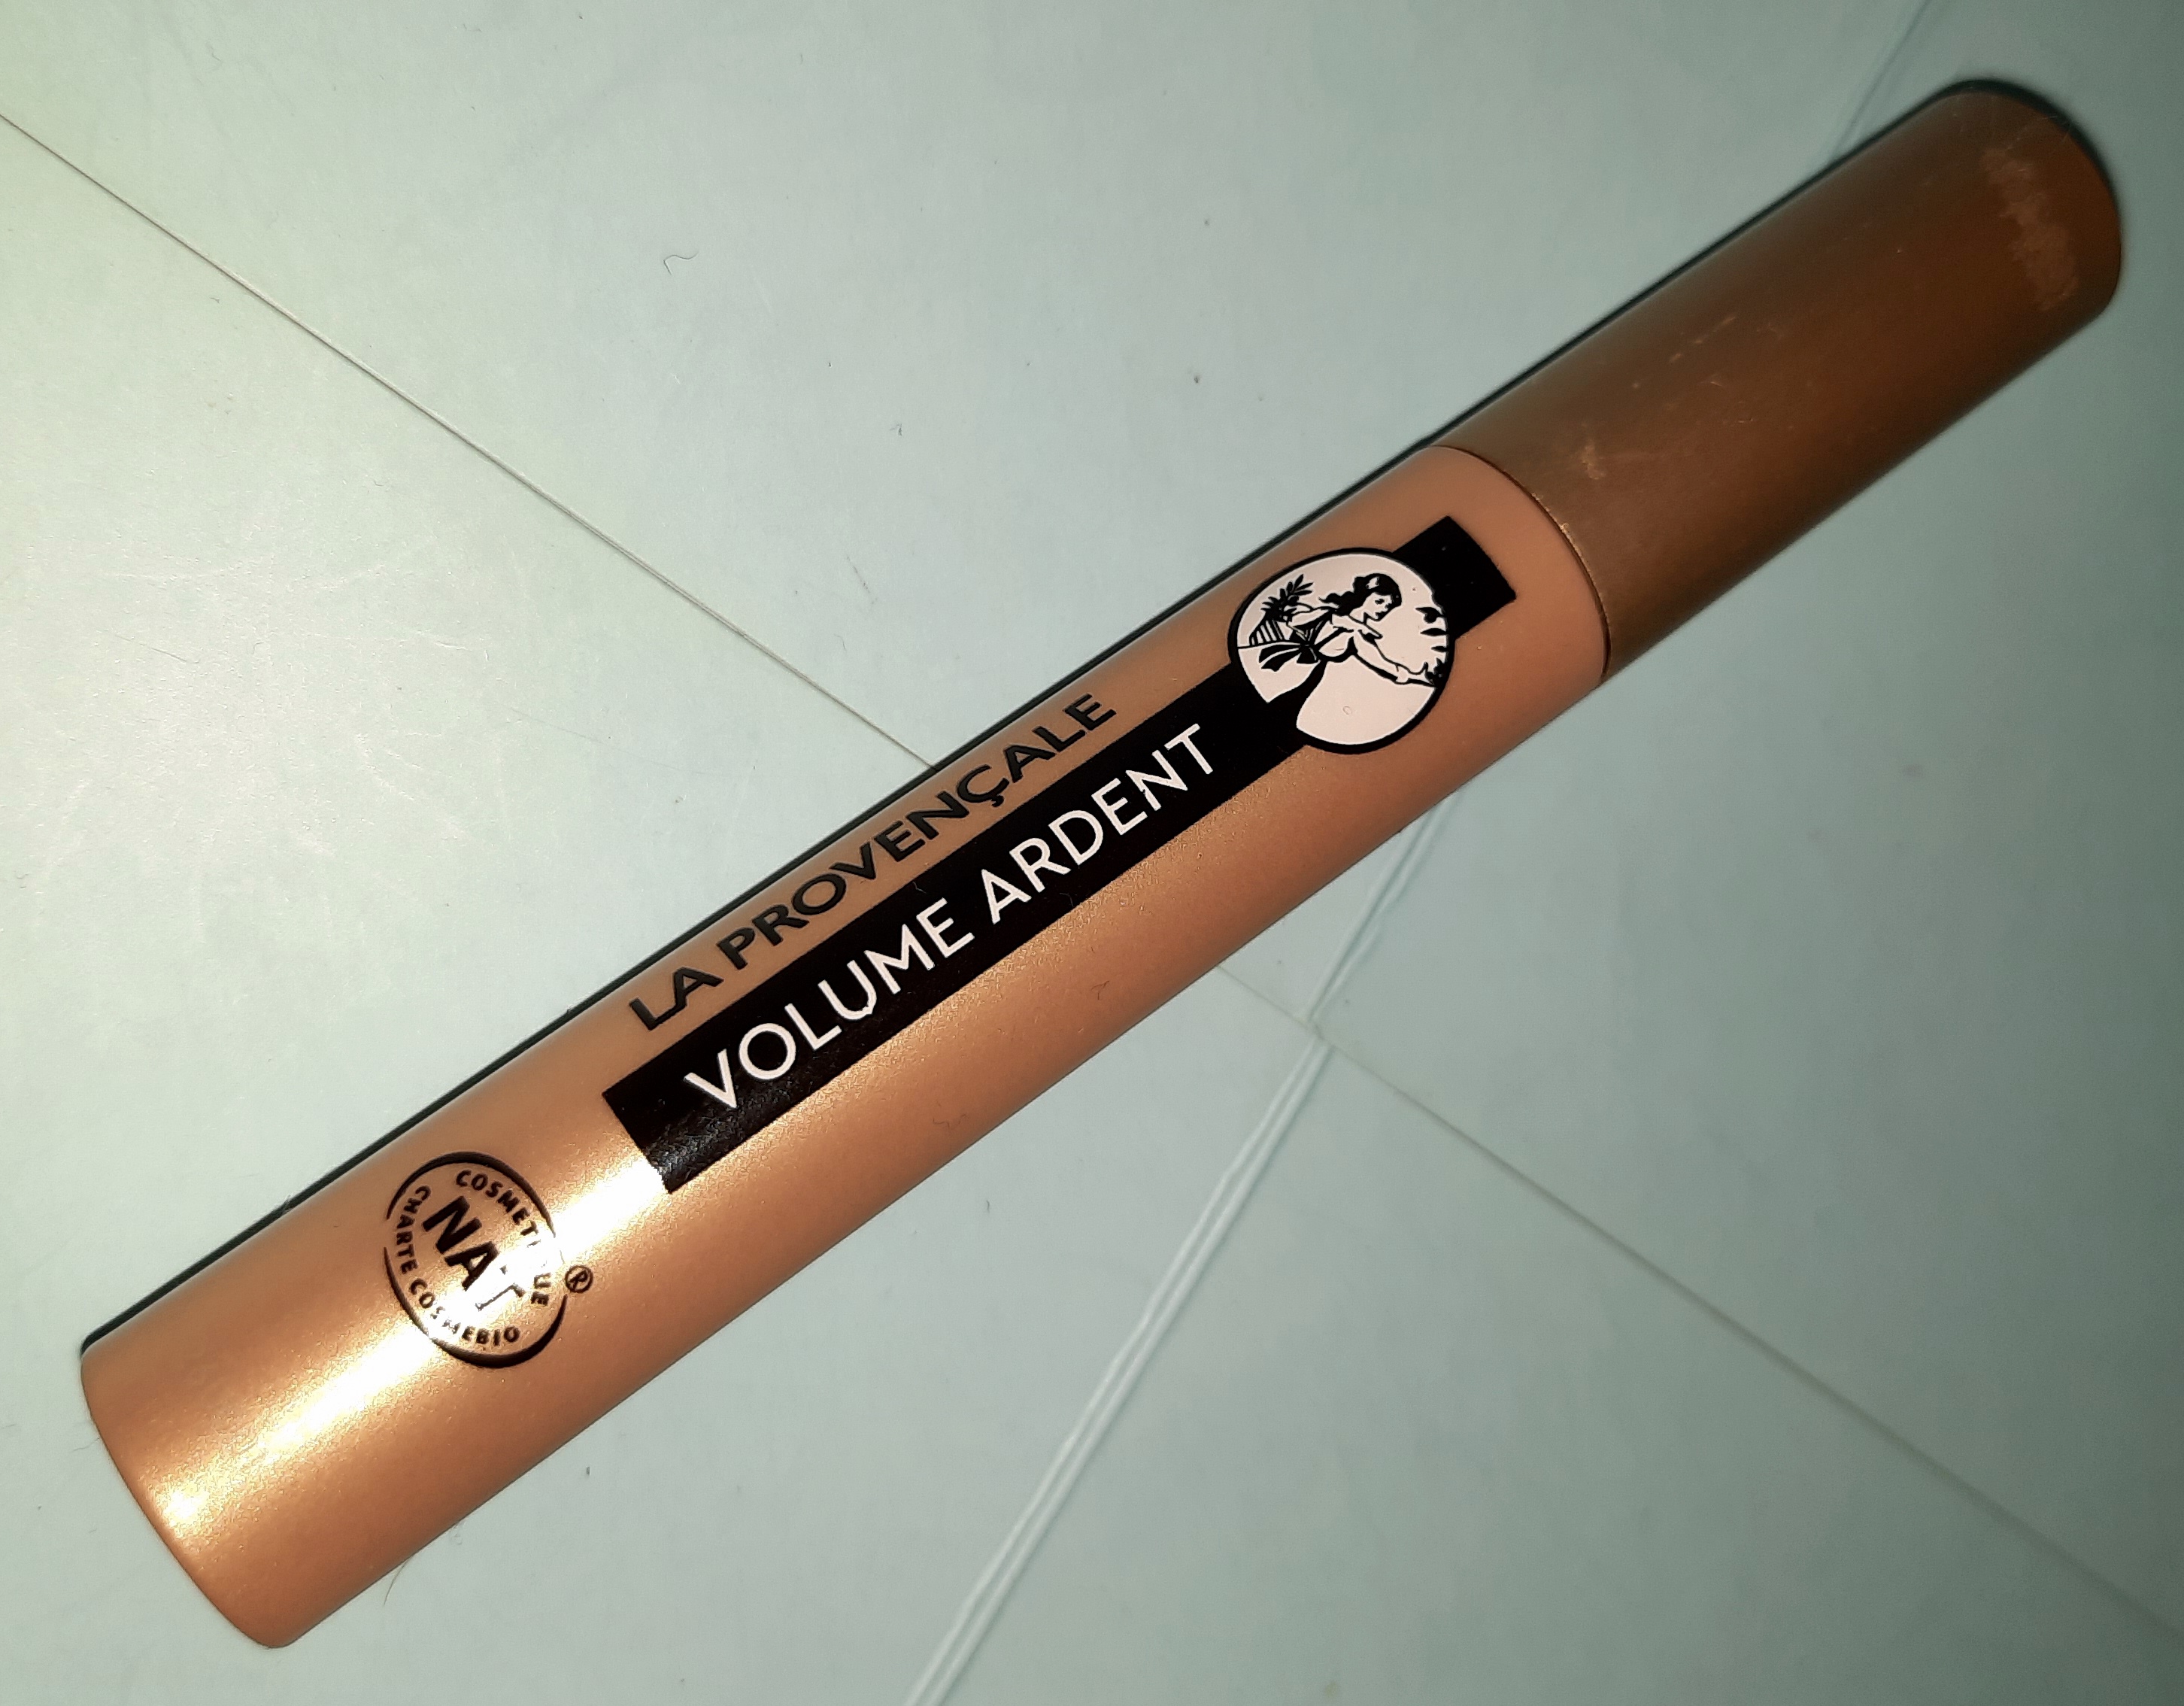 LA PROVENÇALE
VOLUME ARDENT
COSMETIQUE
NAT
®
CHARTE COSMEBIO